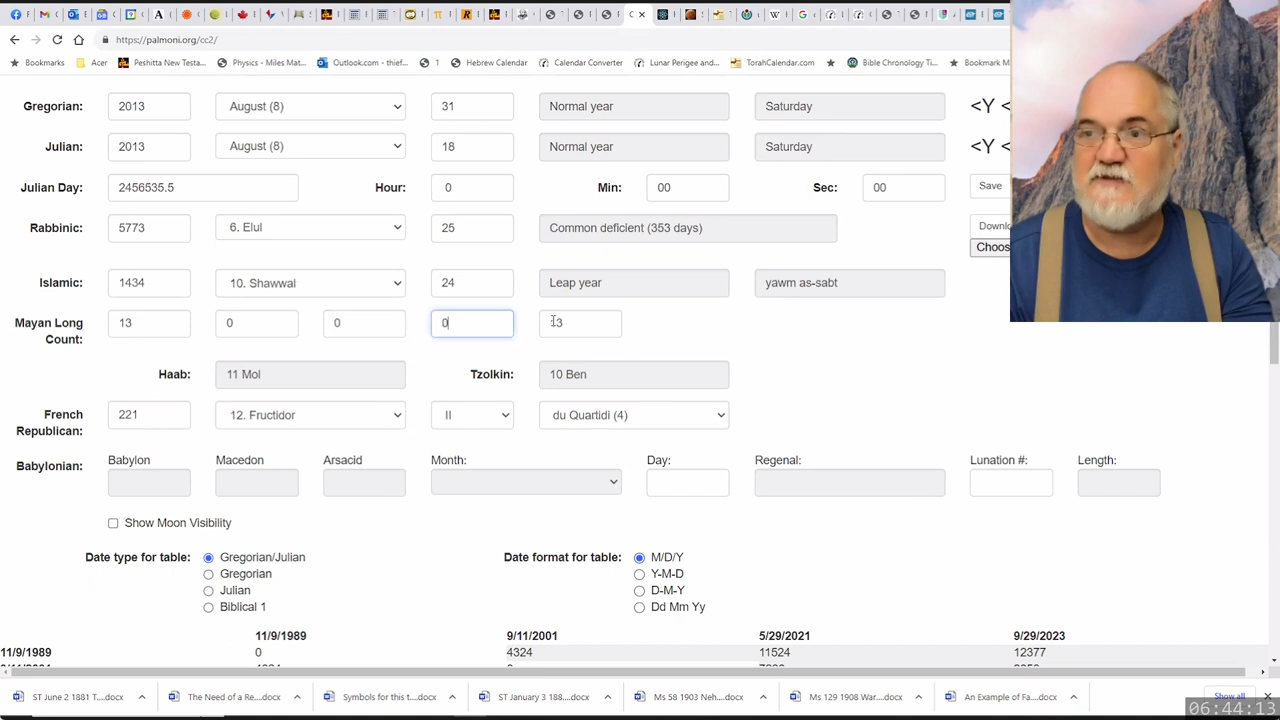 https://palmoni.org/cc2/
Bookmarks Acer Peshitta New Testa... Physics - Miles Mat... Outlook.com - thief... 1 Hebrew Calendar Calendar Converter Lunar Perigee and... TorahCalendar.com Bible Chronology Ti... Bookmark M
Gregorian: 2013 August (8) 31 Normal year Saturday <Y <
Julian: 2013 August (8) 18 Normal year Saturday <Y <
Julian Day: 2456535.5 Hour: 0 Min: 00 Sec: 00 Save
Rabbinic: 5773 6. Elul 25 Common deficient (353 days) Downlo
Choos
Islamic: 1434 10. Shawwal 24 Leap year yawm as-sabt
Mayan Long 13 0 0 0
Count:
Haab: 11 Mol Tzolkin: 10 Ben
French 221 12. Fructidor II du Quartidi (4)
Republican:
Babylon Macedon Arsacid Month: Day: Regenal: Lunation #: Length:
Babylonian:
Show Moon Visibility
Date type for table: Gregorian/Julian Date format for table: M/D/Y
Gregorian Y-M-D
Julian D-M-Y
Biblical 1 Dd Mm Yy
11/9/1989 9/11/2001 5/29/2021 9/29/2023
11/9/1989 0 4324 11524 12377
ST June 2 1881 T....docx The Need of a Re....docx Symbols for this t....docx ST January 3 188....docx Ms 58 1903 Neh....docx Ms 129 1908 War....docx An Example of Fa....docx Show all
06:44:13